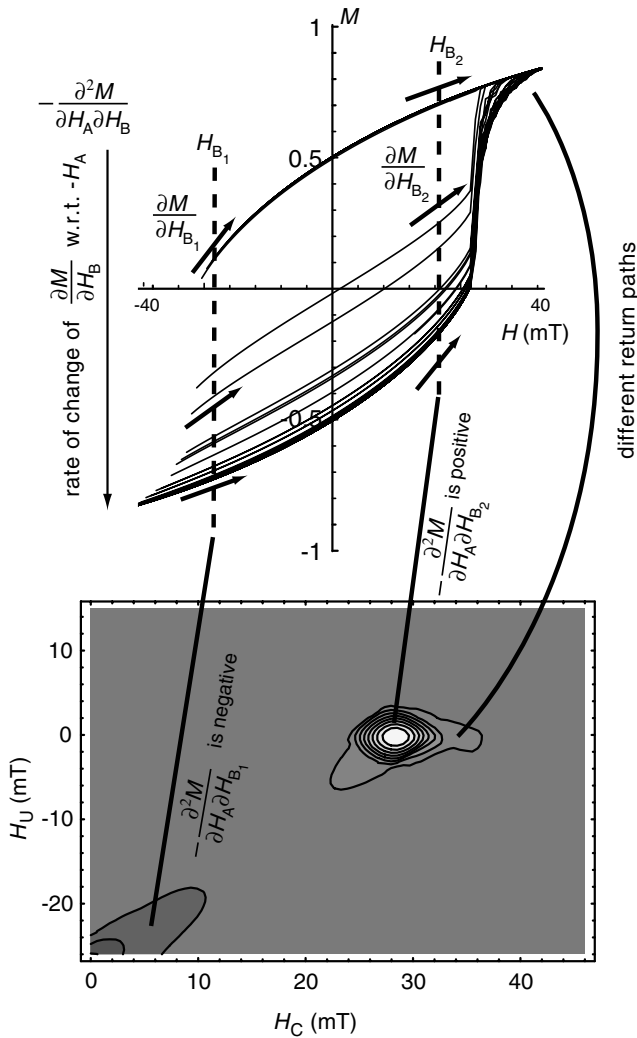 1
M
H_B₂
−∂²M/∂H_A∂H_B
H_B₁
0.5
∂M/∂H_B₂
∂M/∂H_B₁
rate of change of ∂M/∂H_B w.r.t. -H_A
-40
40
H (mT)
different return paths
-0.5
-1
−∂²M/∂H_A∂H_B₂ is positive
−∂²M/∂H_A∂H_B₁ is negative
10
0
-10
-20
H_U (mT)
0
10
20
30
40
H_C (mT)